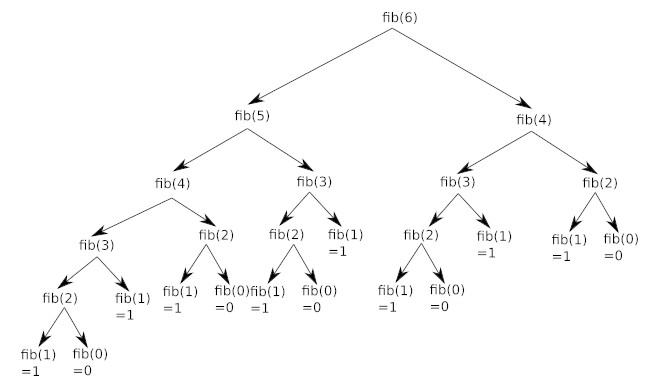 fib(6)
fib(5)
fib(4)
fib(4)
fib(3)
fib(3)
fib(2)
fib(3)
fib(2)
fib(2)
fib(1)
=1
fib(2)
fib(1)
=1
fib(1)
=1
fib(0)
=0
fib(2)
fib(1)
=1
fib(1)
=1
fib(0)
=0
fib(1)
=1
fib(0)
=0
fib(1)
=1
fib(0)
=0
fib(1)
=1
fib(0)
=0